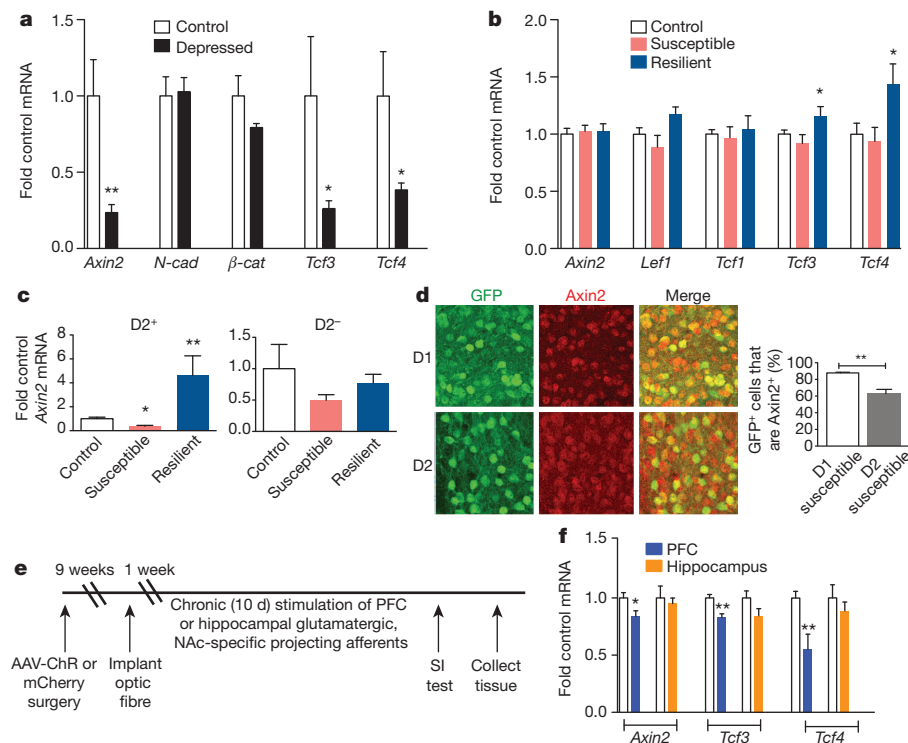 a
1.5
1.0
0.5
0.0
Fold control mRNA
Control
Depressed
**
*
*
Axin2
N-cad
β-cat
Tcf3
Tcf4
b
2.0
1.5
1.0
0.5
0.0
Fold control mRNA
Control
Susceptible
Resilient
*
*
Axin2
Lef1
Tcf1
Tcf3
Tcf4
c
Fold control
Axin2 mRNA
D2+
8
6
4
2
0
*
**
Control
Susceptible
Resilient
D2−
1.5
1.0
0.5
0.0
Control
Susceptible
Resilient
d
GFP
Axin2
Merge
D1
D2
GFP+ cells that
are Axin2+ (%)
100
80
60
40
20
0
**
D1
susceptible
D2
susceptible
e
9 weeks
1 week
Chronic (10 d) stimulation of PFC
or hippocampal glutamatergic,
NAc-specific projecting afferents
AAV-ChR or
mCherry
surgery
Implant
optic
fibre
SI
test
Collect
tissue
f
1.5
1.0
0.5
0.0
Fold control mRNA
PFC
Hippocampus
*
**
**
Axin2
Tcf3
Tcf4